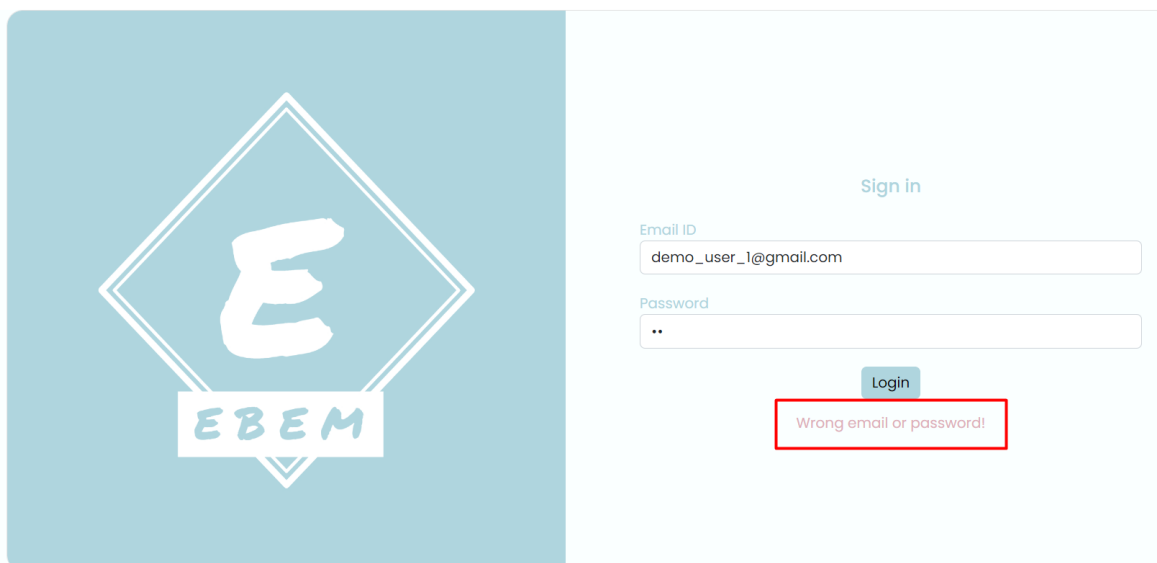 E
EBEM
Sign in
Email ID
demo_user_1@gmail.com
Password
••
Login
Wrong email or password!